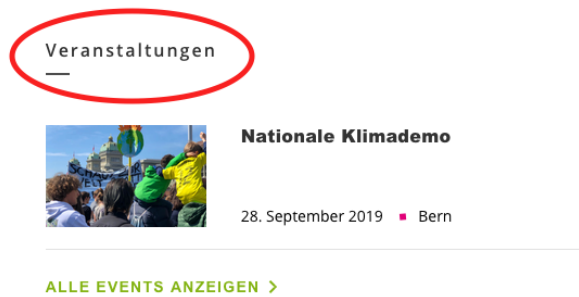 Veranstaltungen
Nationale Klimademo
28. September 2019 Bern
ALLE EVENTS ANZEIGEN